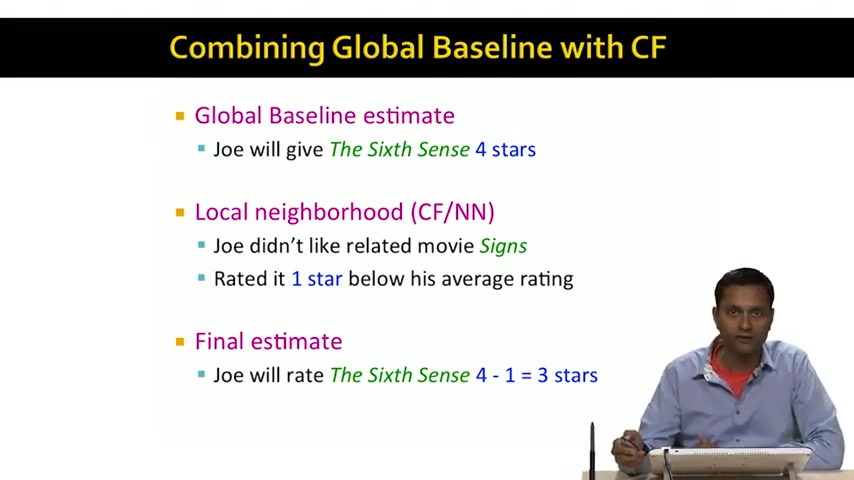 Combining Global Baseline with CF
Global Baseline estimate
Joe will give The Sixth Sense 4 stars
Local neighborhood (CF/NN)
Joe didn't like related movie Signs
Rated it 1 star below his average rating
Final estimate
Joe will rate The Sixth Sense 4 - 1 = 3 stars